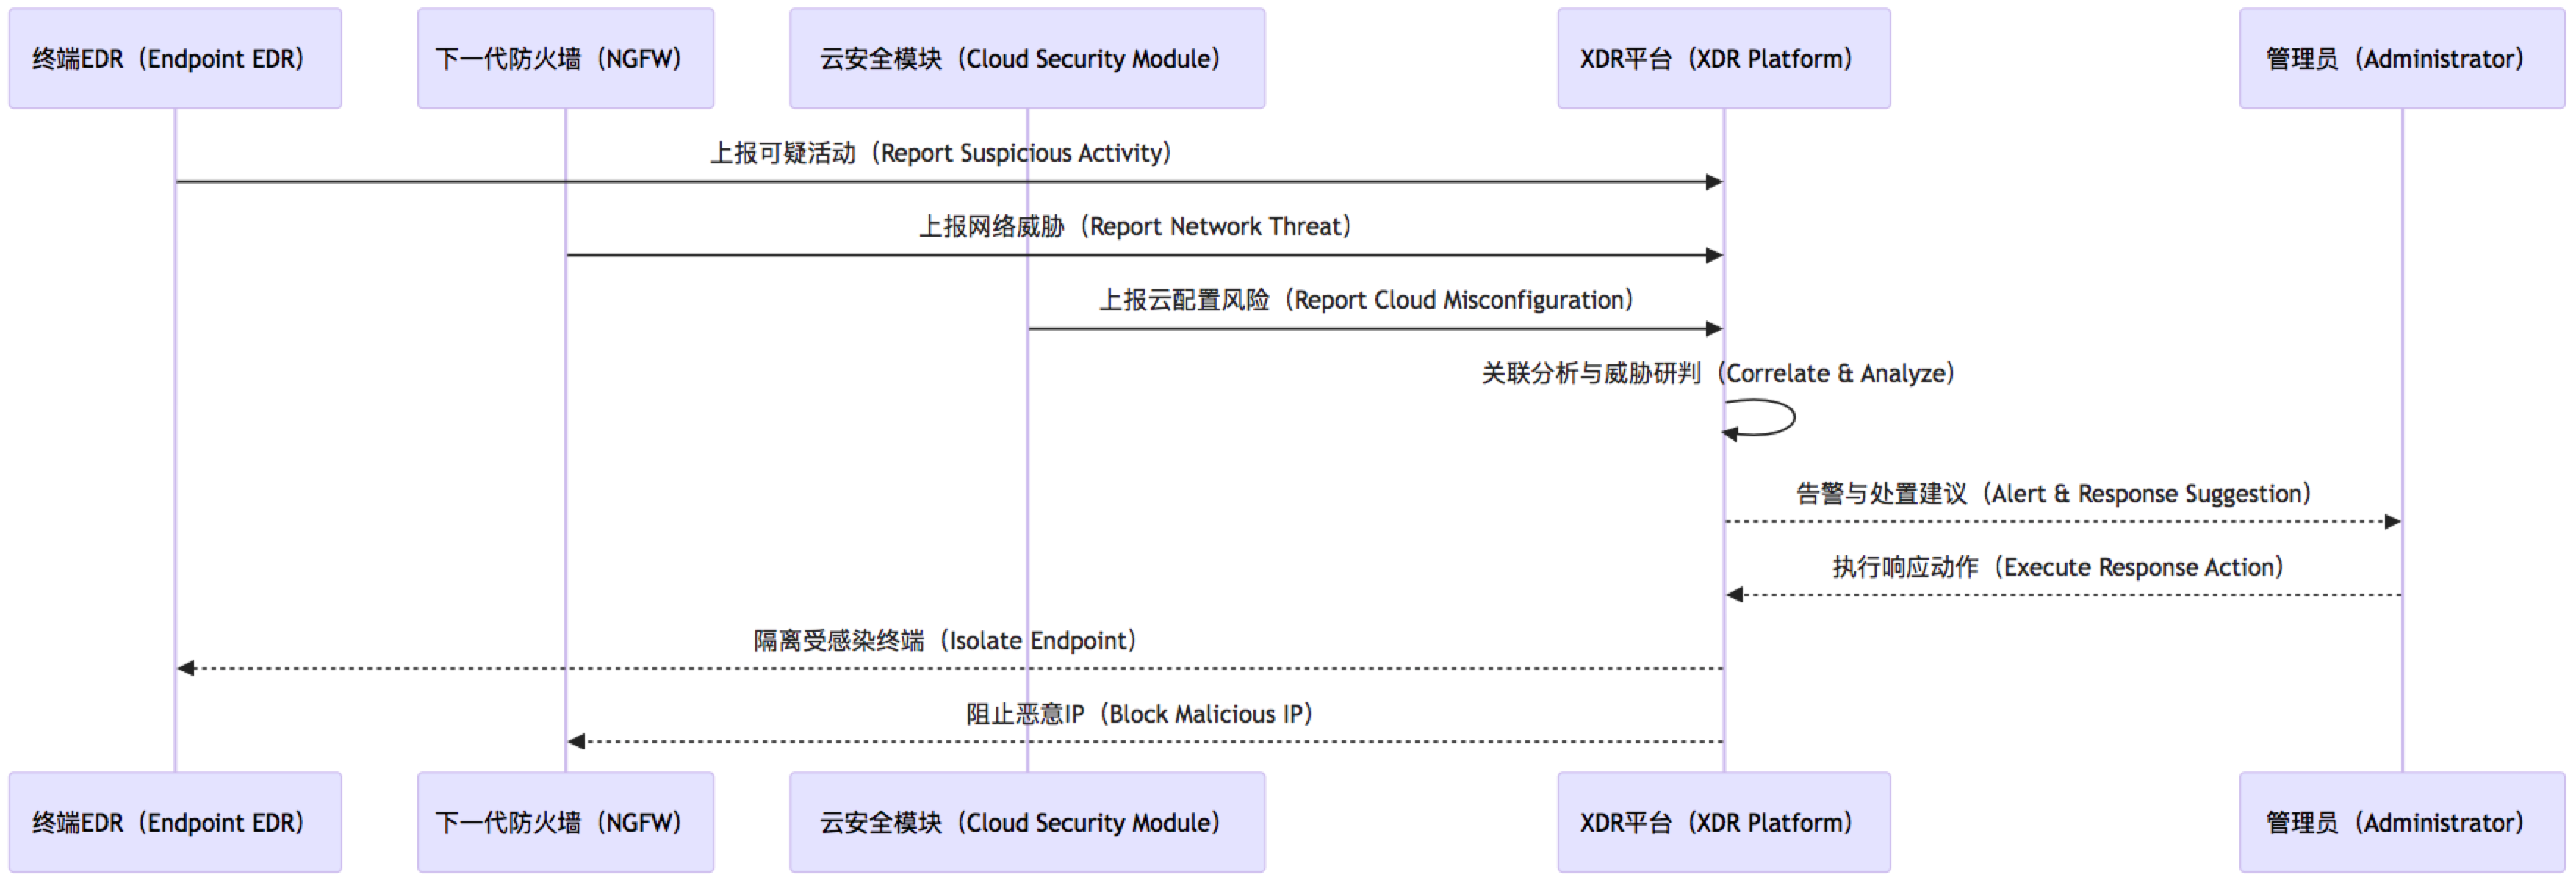 终端EDR（Endpoint EDR）
下一代防火墙（NGFW）
云安全模块（Cloud Security Module）
XDR平台（XDR Platform）
管理员（Administrator）
上报可疑活动（Report Suspicious Activity）
上报网络威胁（Report Network Threat）
上报云配置风险（Report Cloud Misconfiguration）
关联分析与威胁研判（Correlate & Analyze）
告警与处置建议（Alert & Response Suggestion）
执行响应动作（Execute Response Action）
隔离受感染终端（Isolate Endpoint）
阻止恶意IP（Block Malicious IP）
终端EDR（Endpoint EDR）
下一代防火墙（NGFW）
云安全模块（Cloud Security Module）
XDR平台（XDR Platform）
管理员（Administrator）